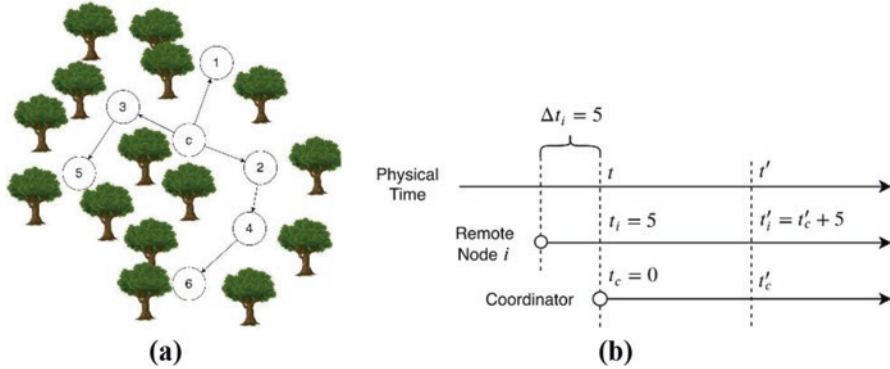 1
3
c
2
5
4
6
(a)
Δt_i = 5
Physical
Time
t
t′
Remote
Node i
t_i = 5
t′_i = t′_c + 5
Coordinator
t_c = 0
t′_c
(b)